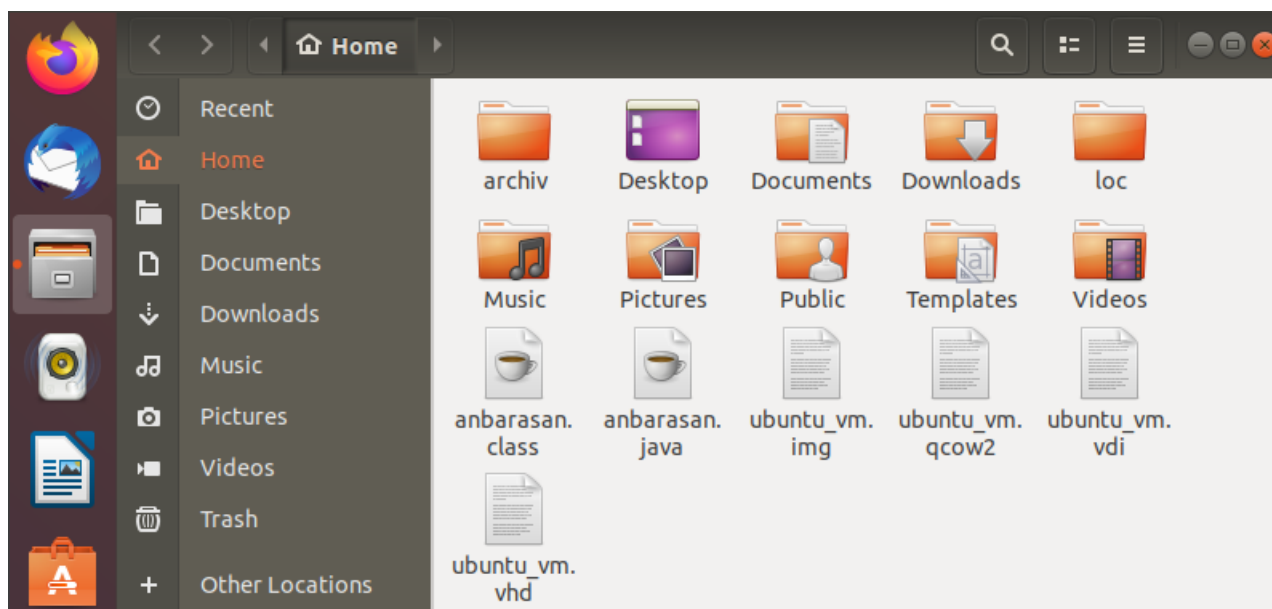 Home
Recent
Home
Desktop
Documents
Downloads
Music
Pictures
Videos
Trash
Other Locations
archiv
Desktop
Documents
Downloads
loc
Music
Pictures
Public
Templates
Videos
anbarasan.
class
anbarasan.
java
ubuntu_vm.
img
ubuntu_vm.
qcow2
ubuntu_vm.
vdi
ubuntu_vm.
vhd